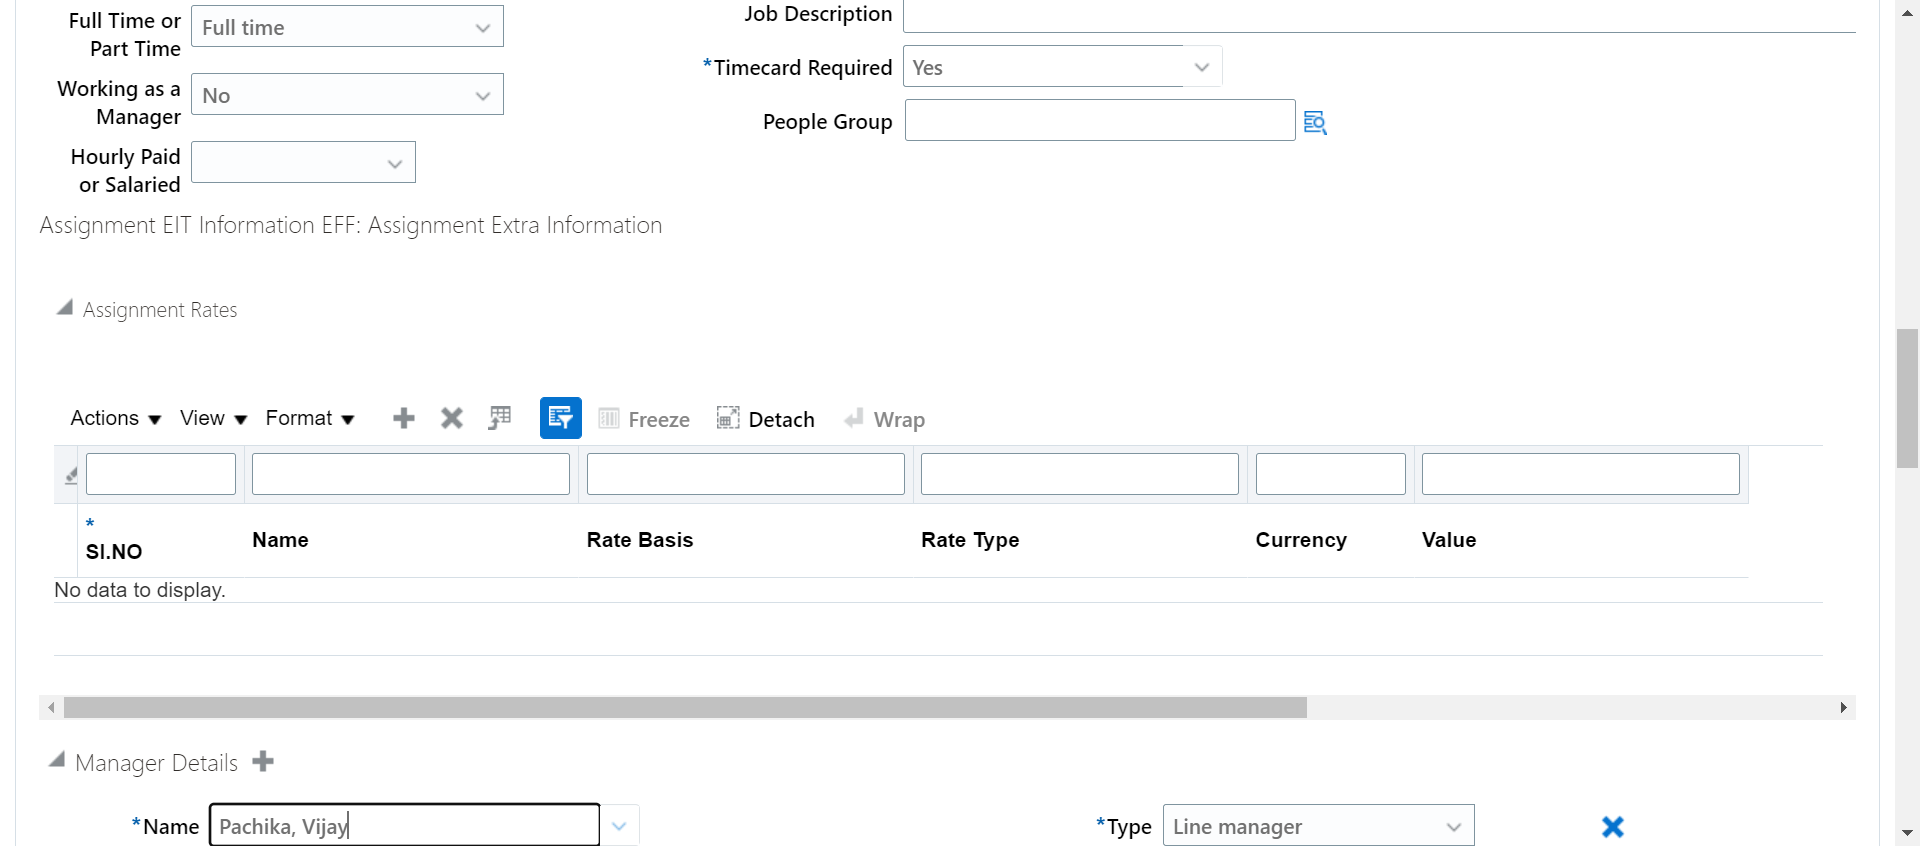 Full Time or
Part Time
Full time
Job Description
*Timecard Required
Yes
Working as a
Manager
No
People Group
Hourly Paid
or Salaried
Assignment EIT Information EFF: Assignment Extra Information
Assignment Rates
Actions View Format Freeze Detach Wrap
*
SI.NO
Name
Rate Basis
Rate Type
Currency
Value
No data to display.
Manager Details
*Name
Pachika, Vijay
*Type
Line manager